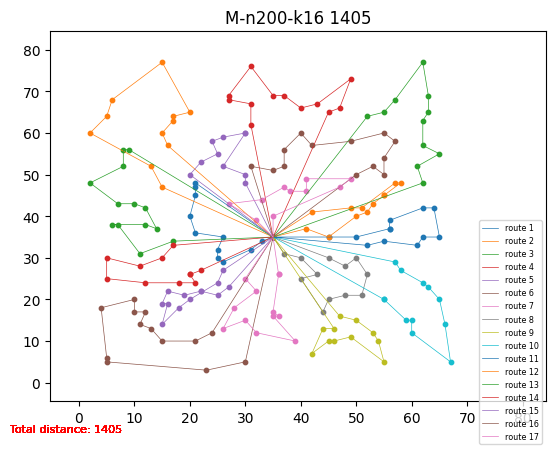 M-n200-k16 1405
80
70
60
50
40
30
20
10
0
0 10 20 30 40 50 60 70 80
route 1
route 2
route 3
route 4
route 5
route 6
route 7
route 8
route 9
route 10
route 11
route 12
route 13
route 14
route 15
route 16
route 17
Total distance: 1405